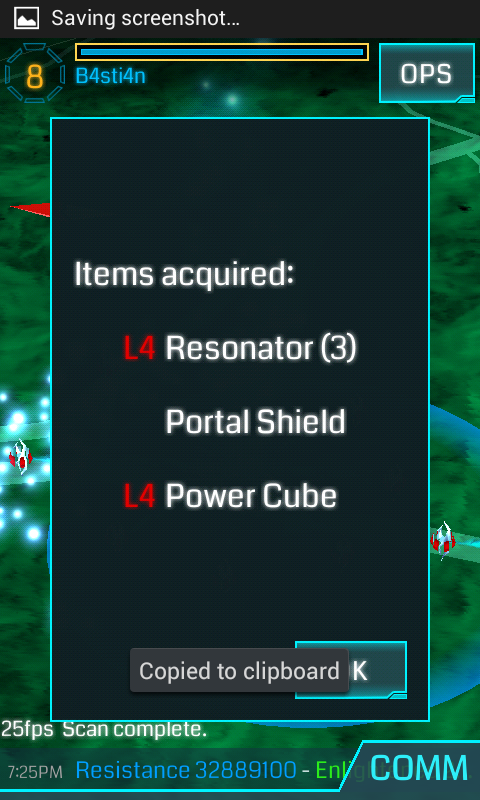 Saving screenshot...
8
B4sti4n
OPS
Items acquired:
L4 Resonator (3)
Portal Shield
L4 Power Cube
Copied to clipboard
K
25fps Scan complete.
7:25PM Resistance 32889100 - Enl
COMM